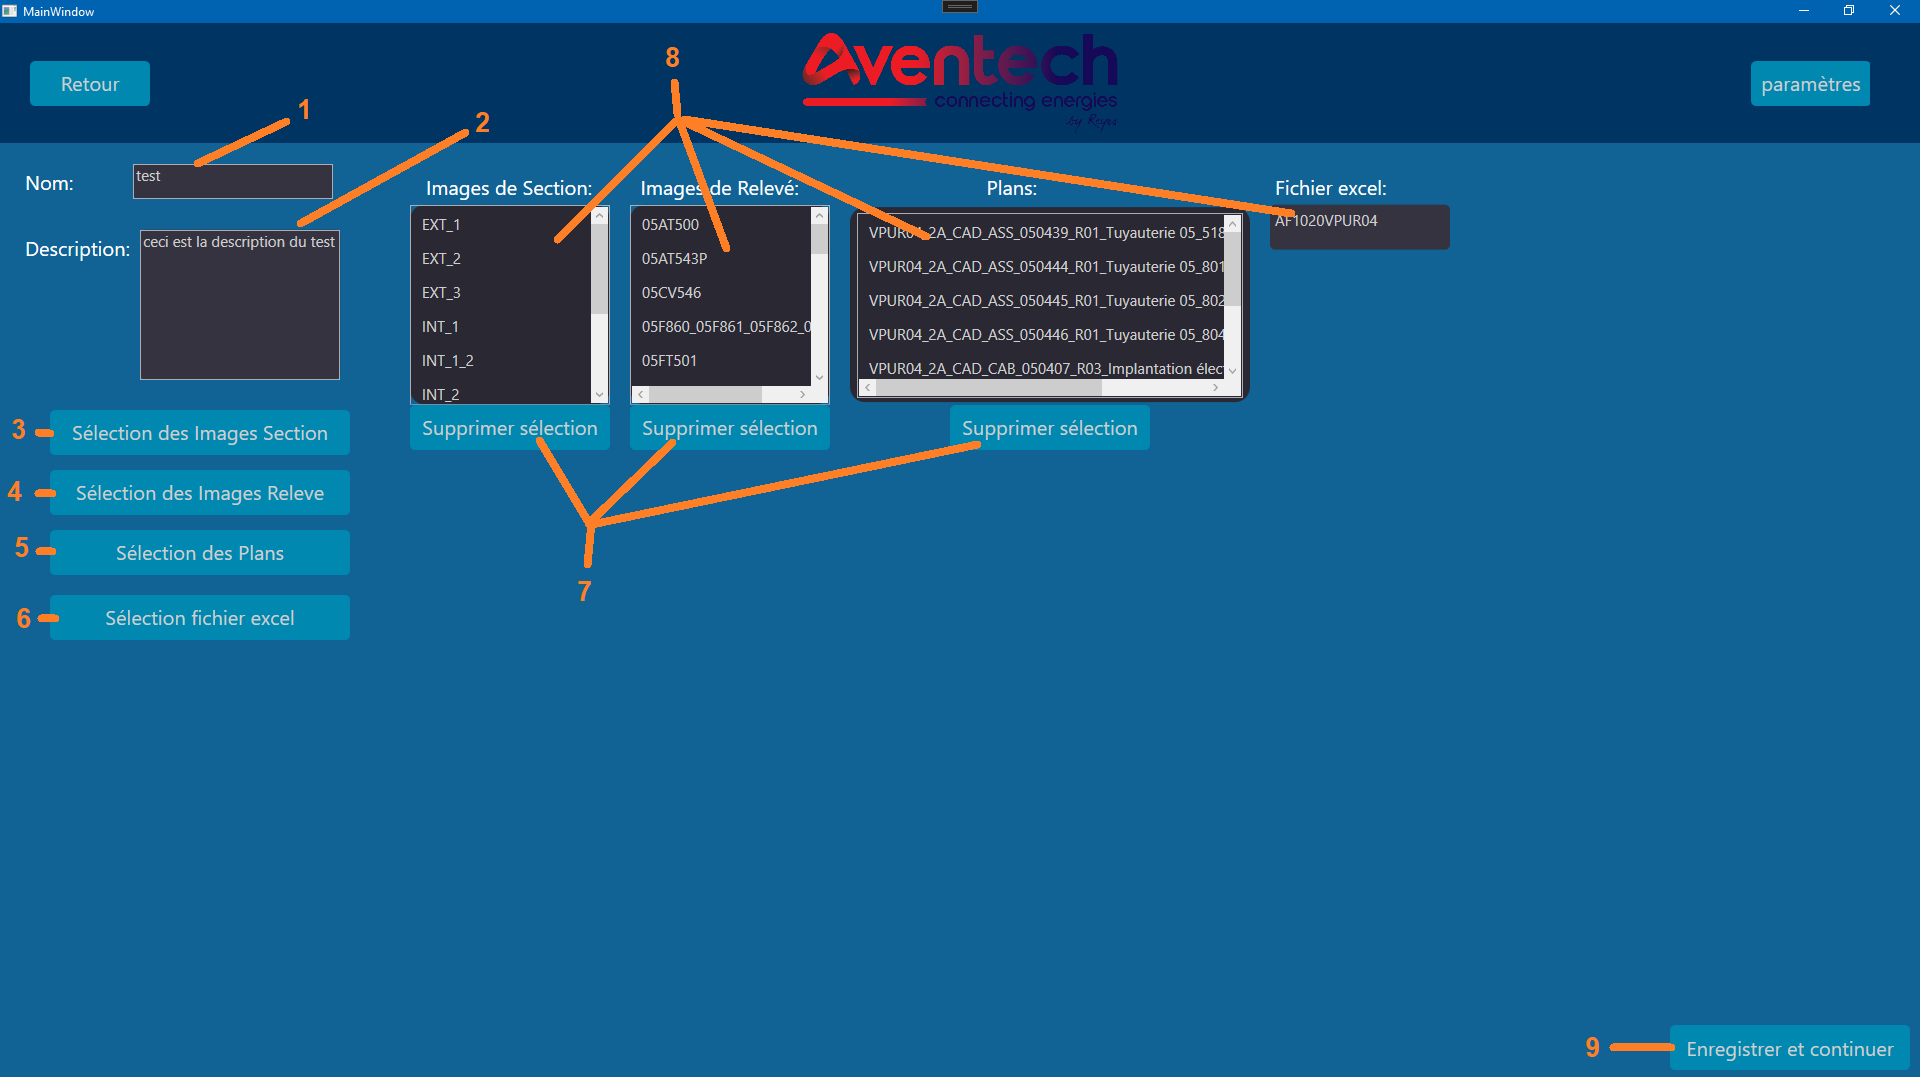 MainWindow
Retour
Aventech
connecting energies
by Reges
paramètres
1
2
8
Nom:
test
Description:
ceci est la description du test
Images de Section:
EXT_1
EXT_2
EXT_3
INT_1
INT_1_2
INT_2
Supprimer sélection
Images de Relevé:
05AT500
05AT543P
05CV546
05F860_05F861_05F862_0
05FT501
Supprimer sélection
Plans:
VPUR04_2A_CAD_ASS_050439_R01_Tuyauterie 05_518
VPUR04_2A_CAD_ASS_050444_R01_Tuyauterie 05_801
VPUR04_2A_CAD_ASS_050445_R01_Tuyauterie 05_802
VPUR04_2A_CAD_ASS_050446_R01_Tuyauterie 05_804
VPUR04_2A_CAD_CAB_050407_R03_Implantation élec
Supprimer sélection
Fichier excel:
AF1020VPUR04
3
Sélection des Images Section
4
Sélection des Images Releve
5
Sélection des Plans
6
Sélection fichier excel
7
9
Enregistrer et continuer